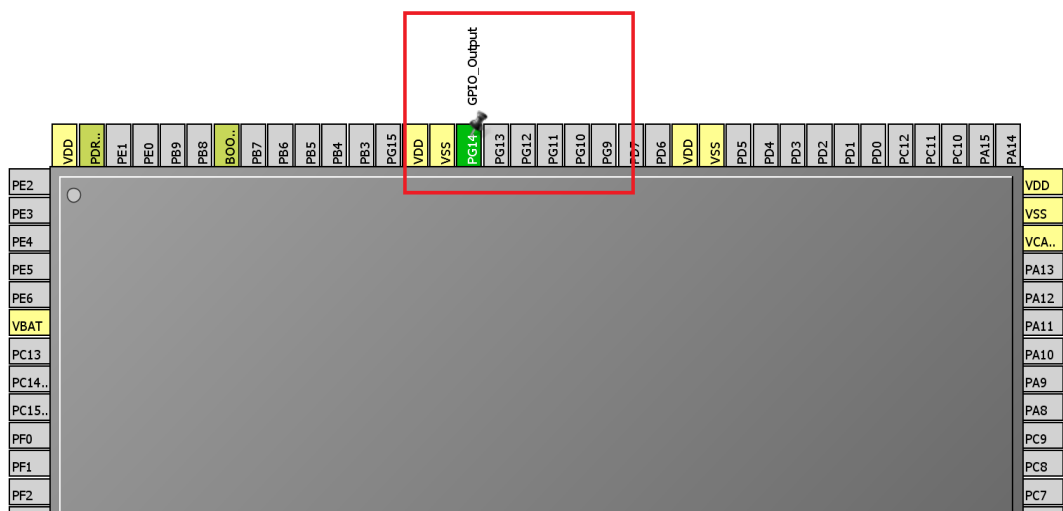 GPIO_Output
VDD
PDR..
PE1
PE0
PB9
PB8
BOO..
PB7
PB6
PB5
PB4
PB3
PG15
VDD
VSS
PG14
PG13
PG12
PG11
PG10
PG9
PD7
PD6
VDD
VSS
PD5
PD4
PD3
PD2
PD1
PD0
PC12
PC11
PC10
PA15
PA14
PE2
PE3
PE4
PE5
PE6
VBAT
PC13
PC14..
PC15..
PF0
PF1
PF2
VDD
VSS
VCA..
PA13
PA12
PA11
PA10
PA9
PA8
PC9
PC8
PC7